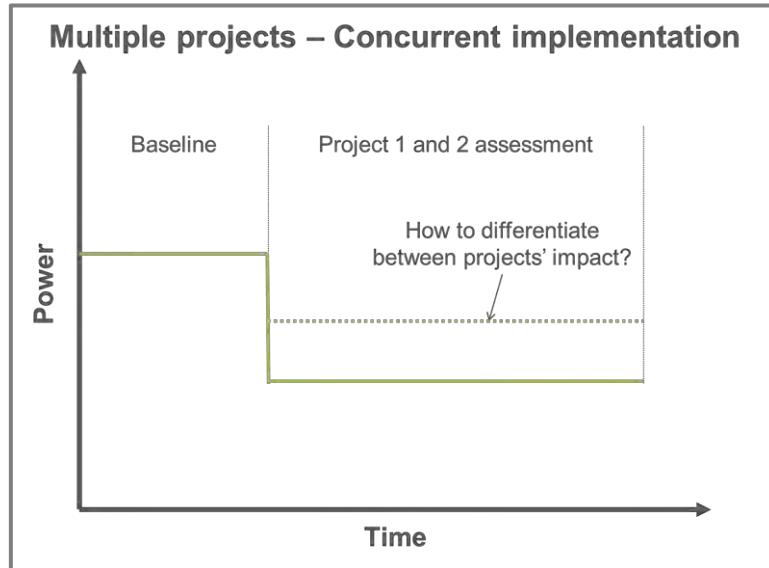 Multiple projects – Concurrent implementation
Baseline
Project 1 and 2 assessment
How to differentiate
between projects’ impact?
Power
Time